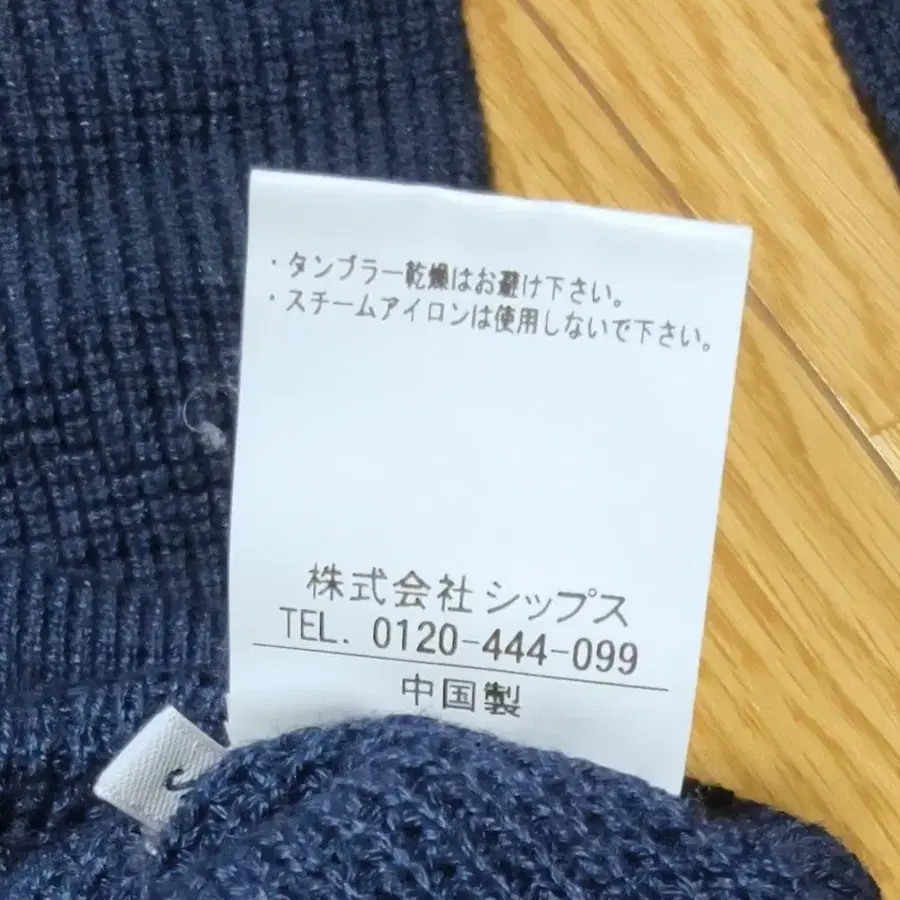 ・タンブラー乾燥はお避け下さい。
・スチームアイロンは使用しないで下さい。
株式会社 シップス
TEL. 0120-444-099
中国製